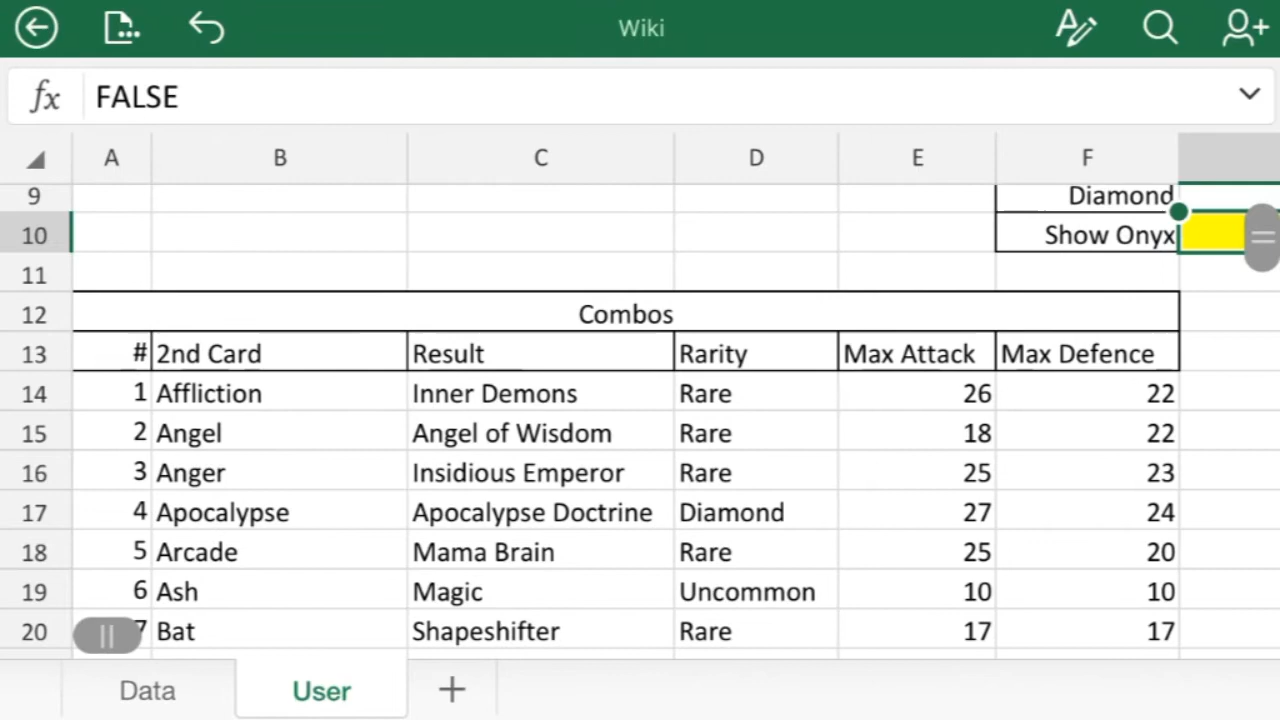 Wiki
fx FALSE
A B C D E F
9 Diamond
10 Show Onyx
11
12 Combos
13 # 2nd Card Result Rarity Max Attack Max Defence
14 1 Affliction Inner Demons Rare 26 22
15 2 Angel Angel of Wisdom Rare 18 22
16 3 Anger Insidious Emperor Rare 25 23
17 4 Apocalypse Apocalypse Doctrine Diamond 27 24
18 5 Arcade Mama Brain Rare 25 20
19 6 Ash Magic Uncommon 10 10
20 7 Bat Shapeshifter Rare 17 17
Data User +